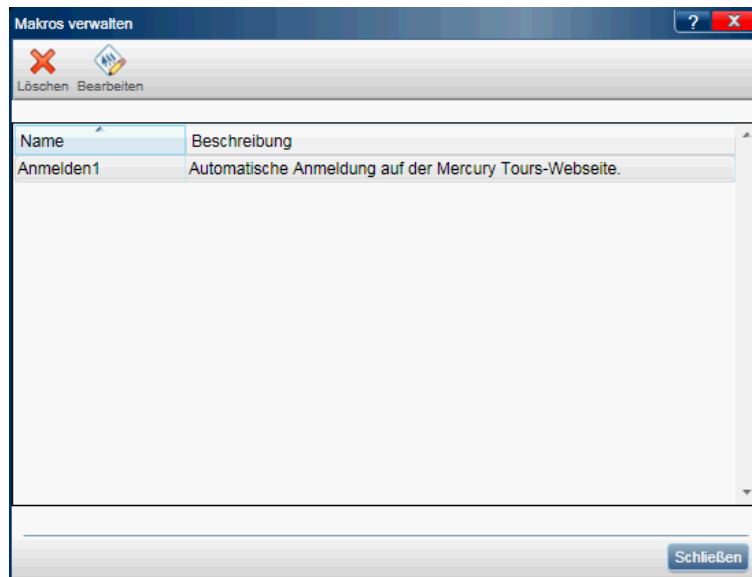 Makros verwalten ? X
Löschen Bearbeiten
Name Beschreibung
Anmelden1 Automatische Anmeldung auf der Mercury Tours-Webseite.
Schließen